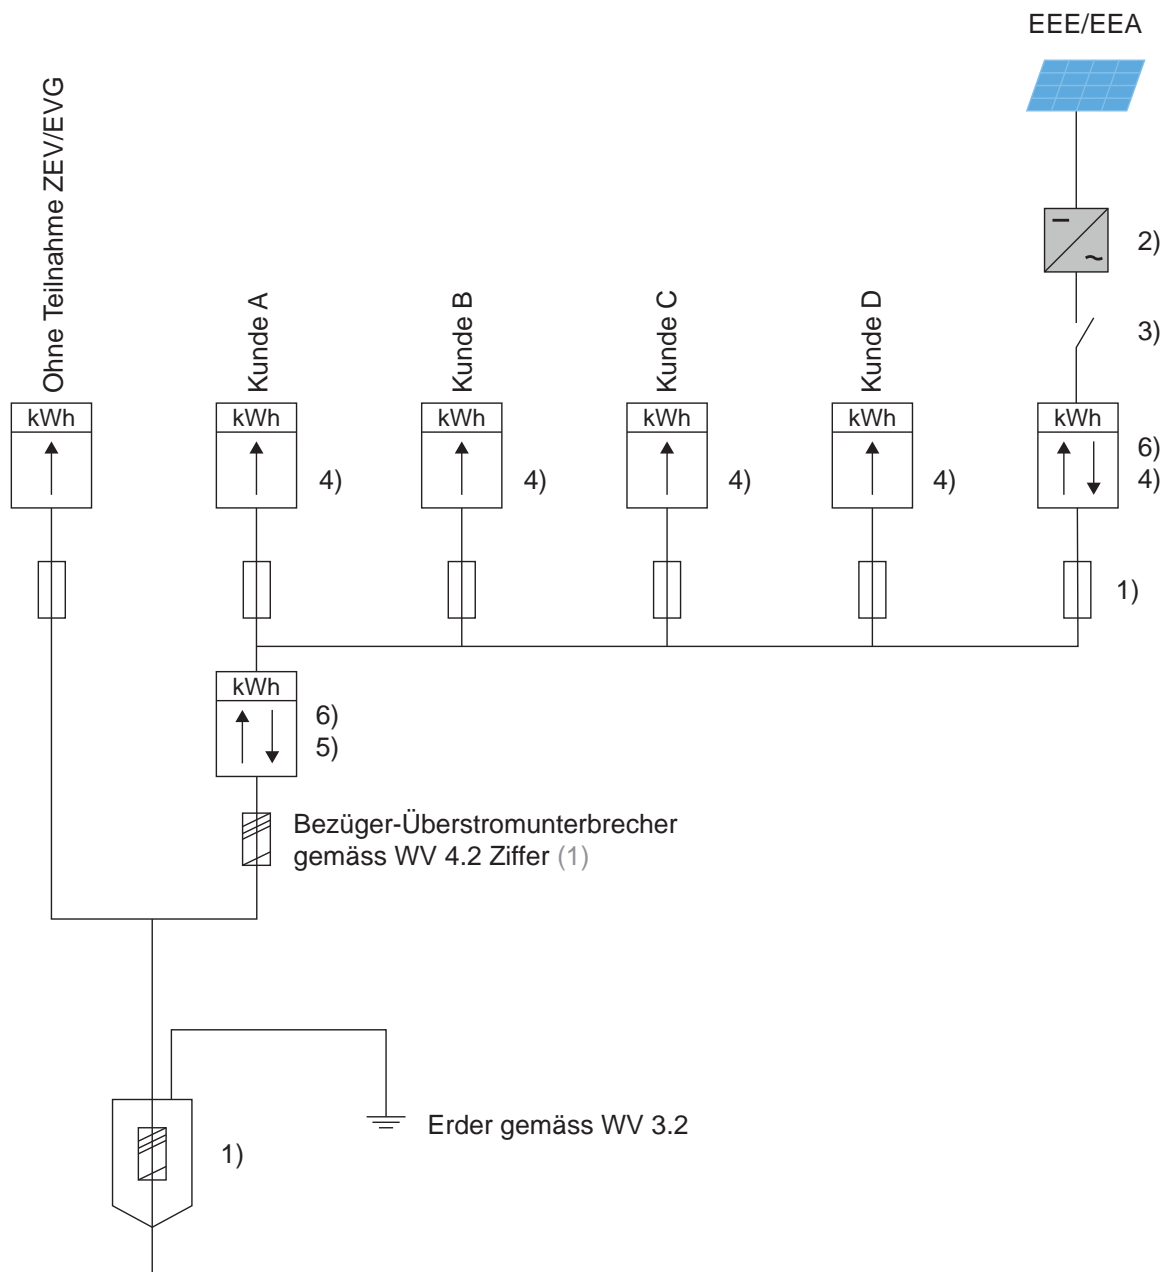 EEE/EEA
Ohne Teilnahme ZEV/EVG
2)
Kunde A
Kunde B
Kunde C
Kunde D
3)
kWh
kWh
kWh
kWh
kWh
kWh
4)
4)
4)
4)
6)
4)
1)
kWh
6)
5)
Bezüger-Überstromunterbrecher
gemäss WV 4.2 Ziffer (1)
Erder gemäss WV 3.2
1)